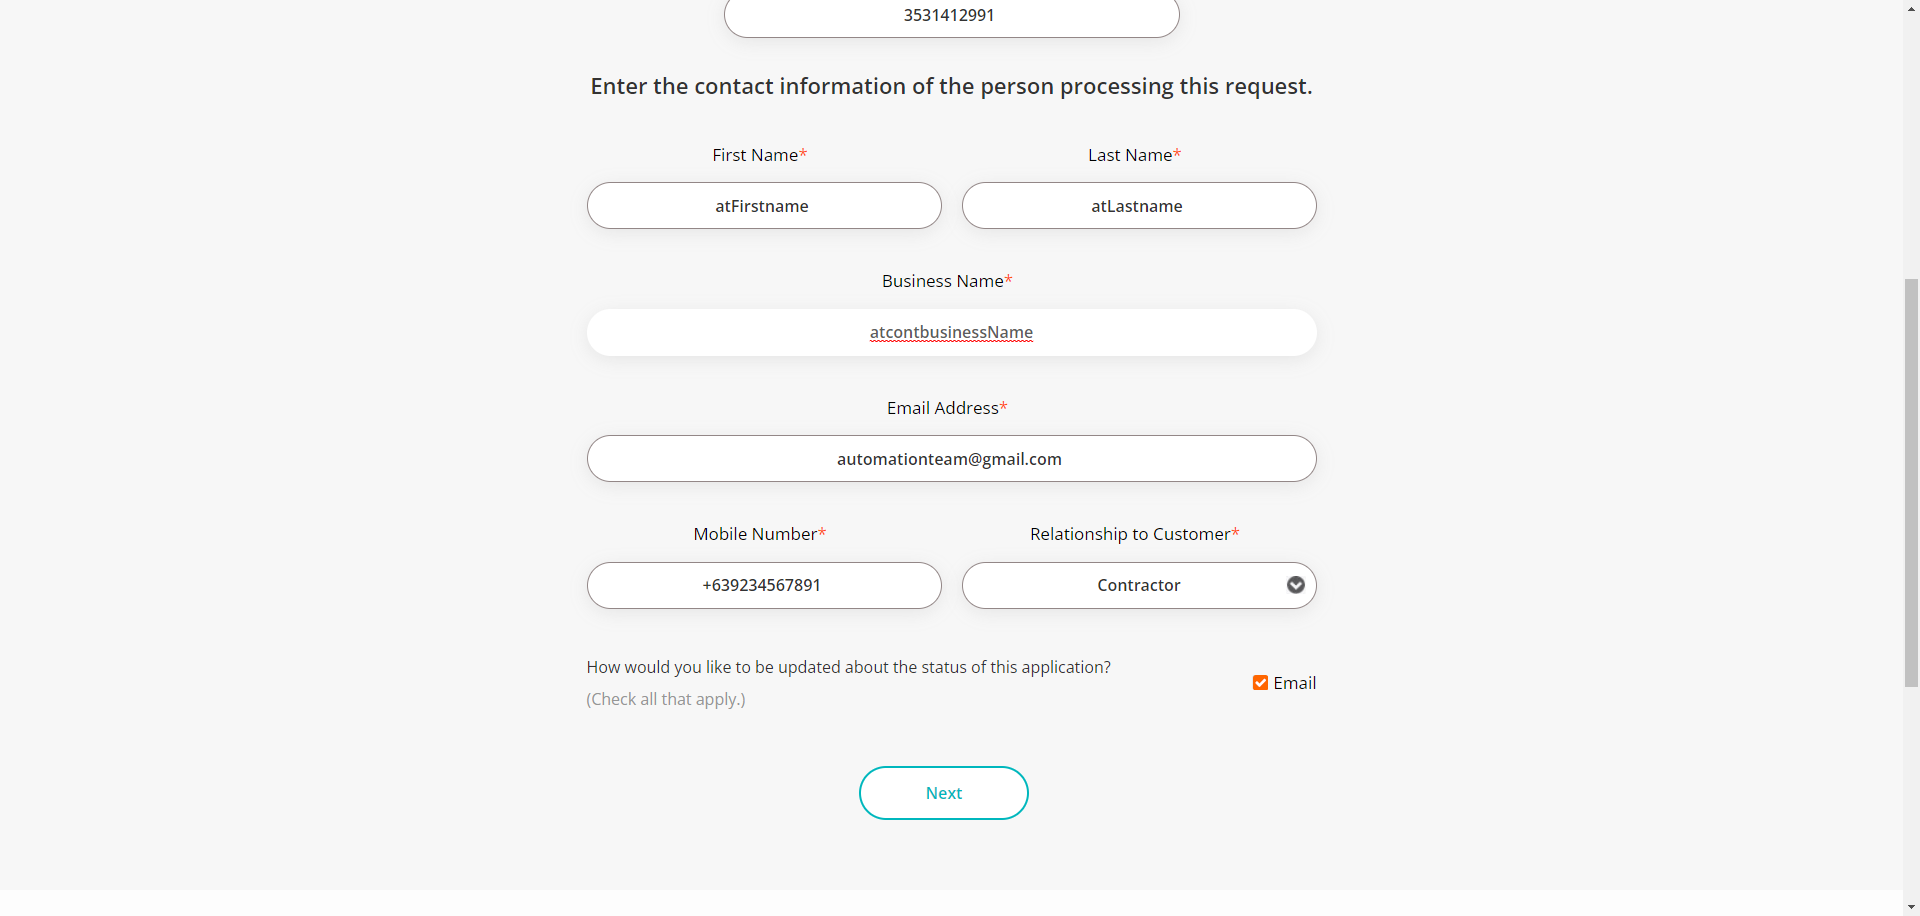 3531412991
Enter the contact information of the person processing this request.
First Name* Last Name*
atFirstname atLastname
Business Name*
atcontbusinessName
Email Address*
automationteam@gmail.com
Mobile Number* Relationship to Customer*
+639234567891 Contractor
How would you like to be updated about the status of this application?
(Check all that apply.)
Email
Next